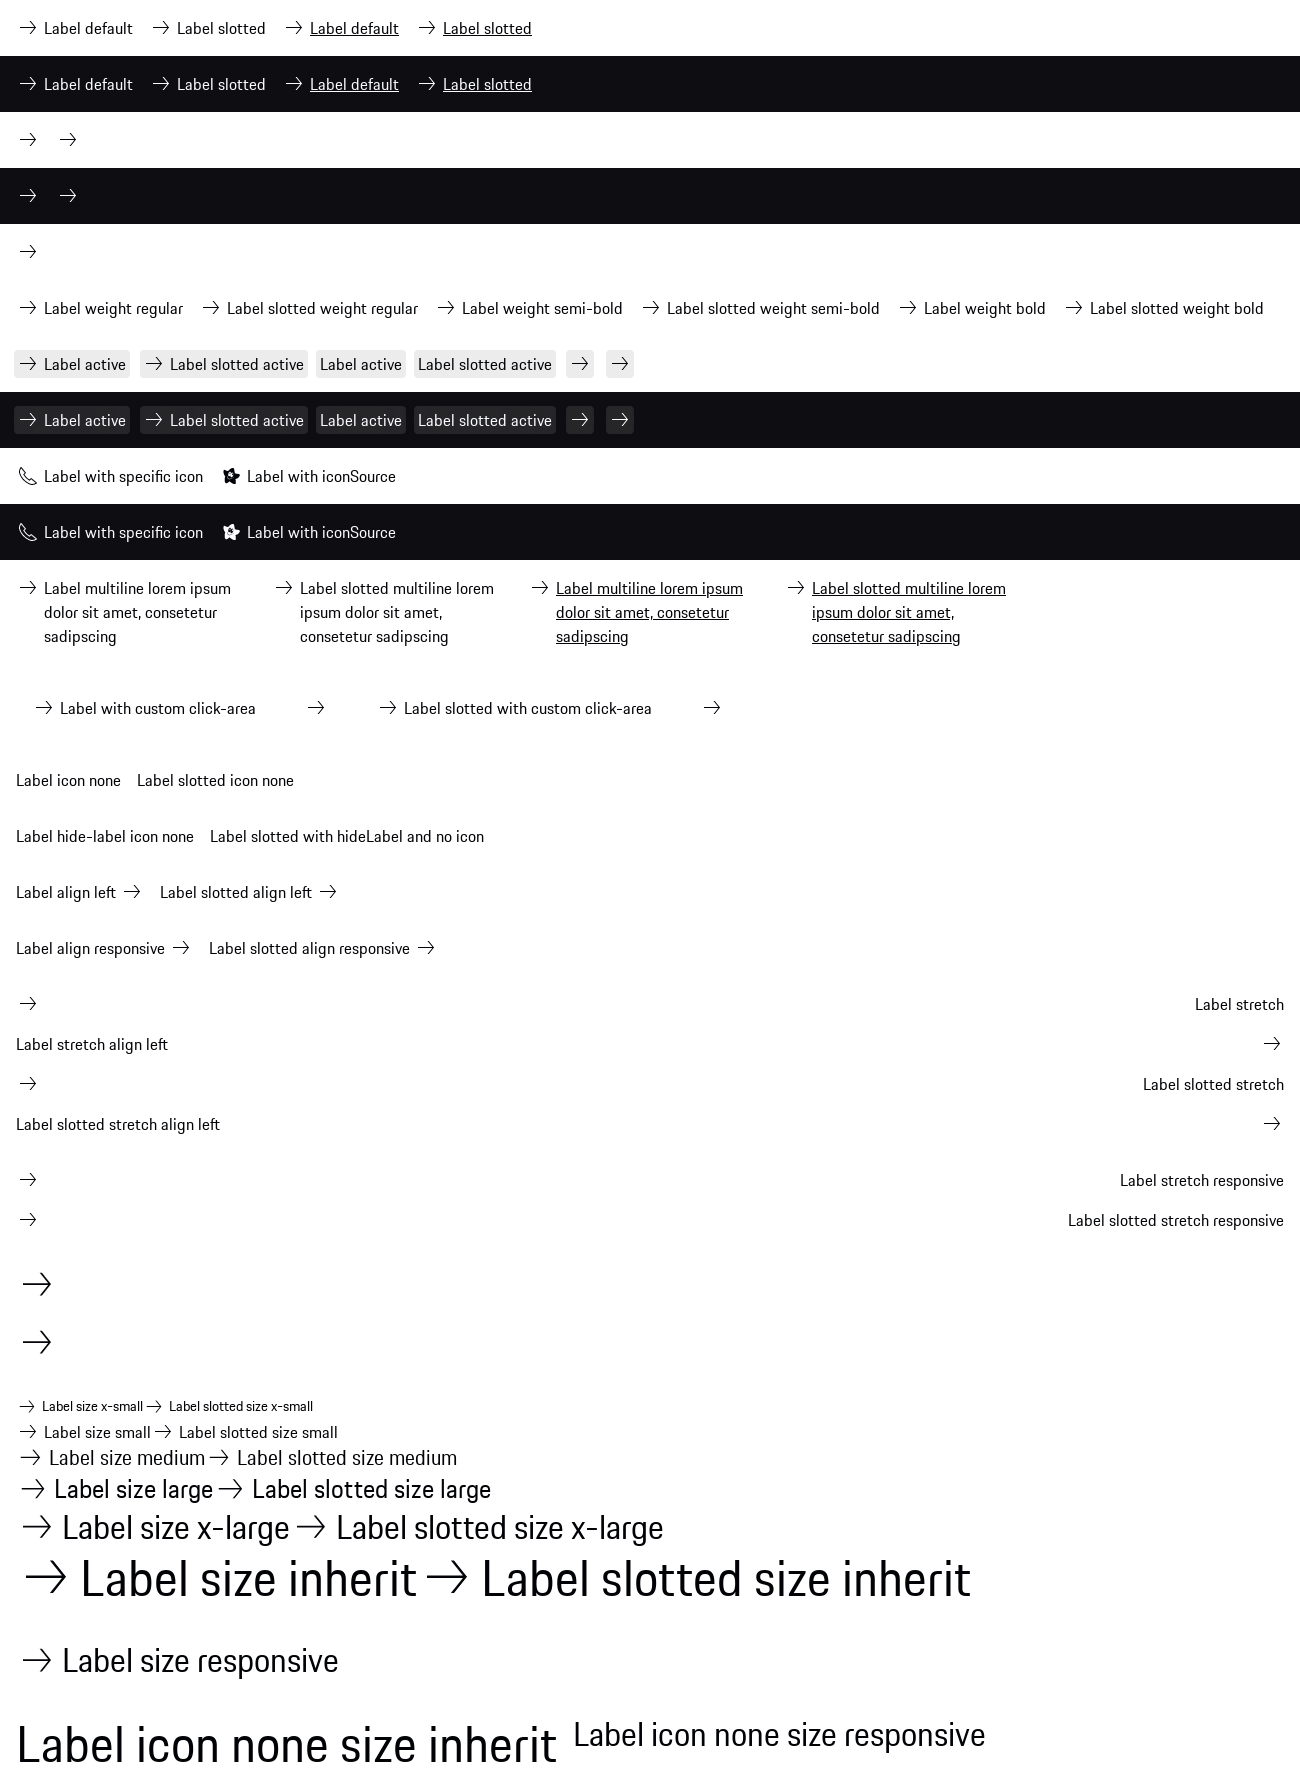 Label default Label slotted Label default Label slotted
Label default Label slotted Label default Label slotted
Label weight regular Label slotted weight regular Label weight semi-bold Label slotted weight semi-bold Label weight bold Label slotted weight bold
Label active Label slotted active Label active Label slotted active
Label active Label slotted active Label active Label slotted active
Label with specific icon Label with iconSource
Label with specific icon Label with iconSource
Label multiline lorem ipsum Label slotted multiline lorem Label multiline lorem ipsum Label slotted multiline lorem
dolor sit amet, consetetur ipsum dolor sit amet, dolor sit amet, consetetur ipsum dolor sit amet,
sadipscing consetetur sadipscing sadipscing consetetur sadipscing
Label with custom click-area Label slotted with custom click-area
Label icon none Label slotted icon none
Label hide-label icon none Label slotted with hideLabel and no icon
Label align left Label slotted align left
Label align responsive Label slotted align responsive
Label stretch
Label stretch align left
Label slotted stretch
Label slotted stretch align left
Label stretch responsive
Label slotted stretch responsive
Label size x-small Label slotted size x-small
Label size small Label slotted size small
Label size medium Label slotted size medium
Label size large Label slotted size large
Label size x-large Label slotted size x-large
Label size inherit Label slotted size inherit
Label size responsive
Label icon none size inherit Label icon none size responsive